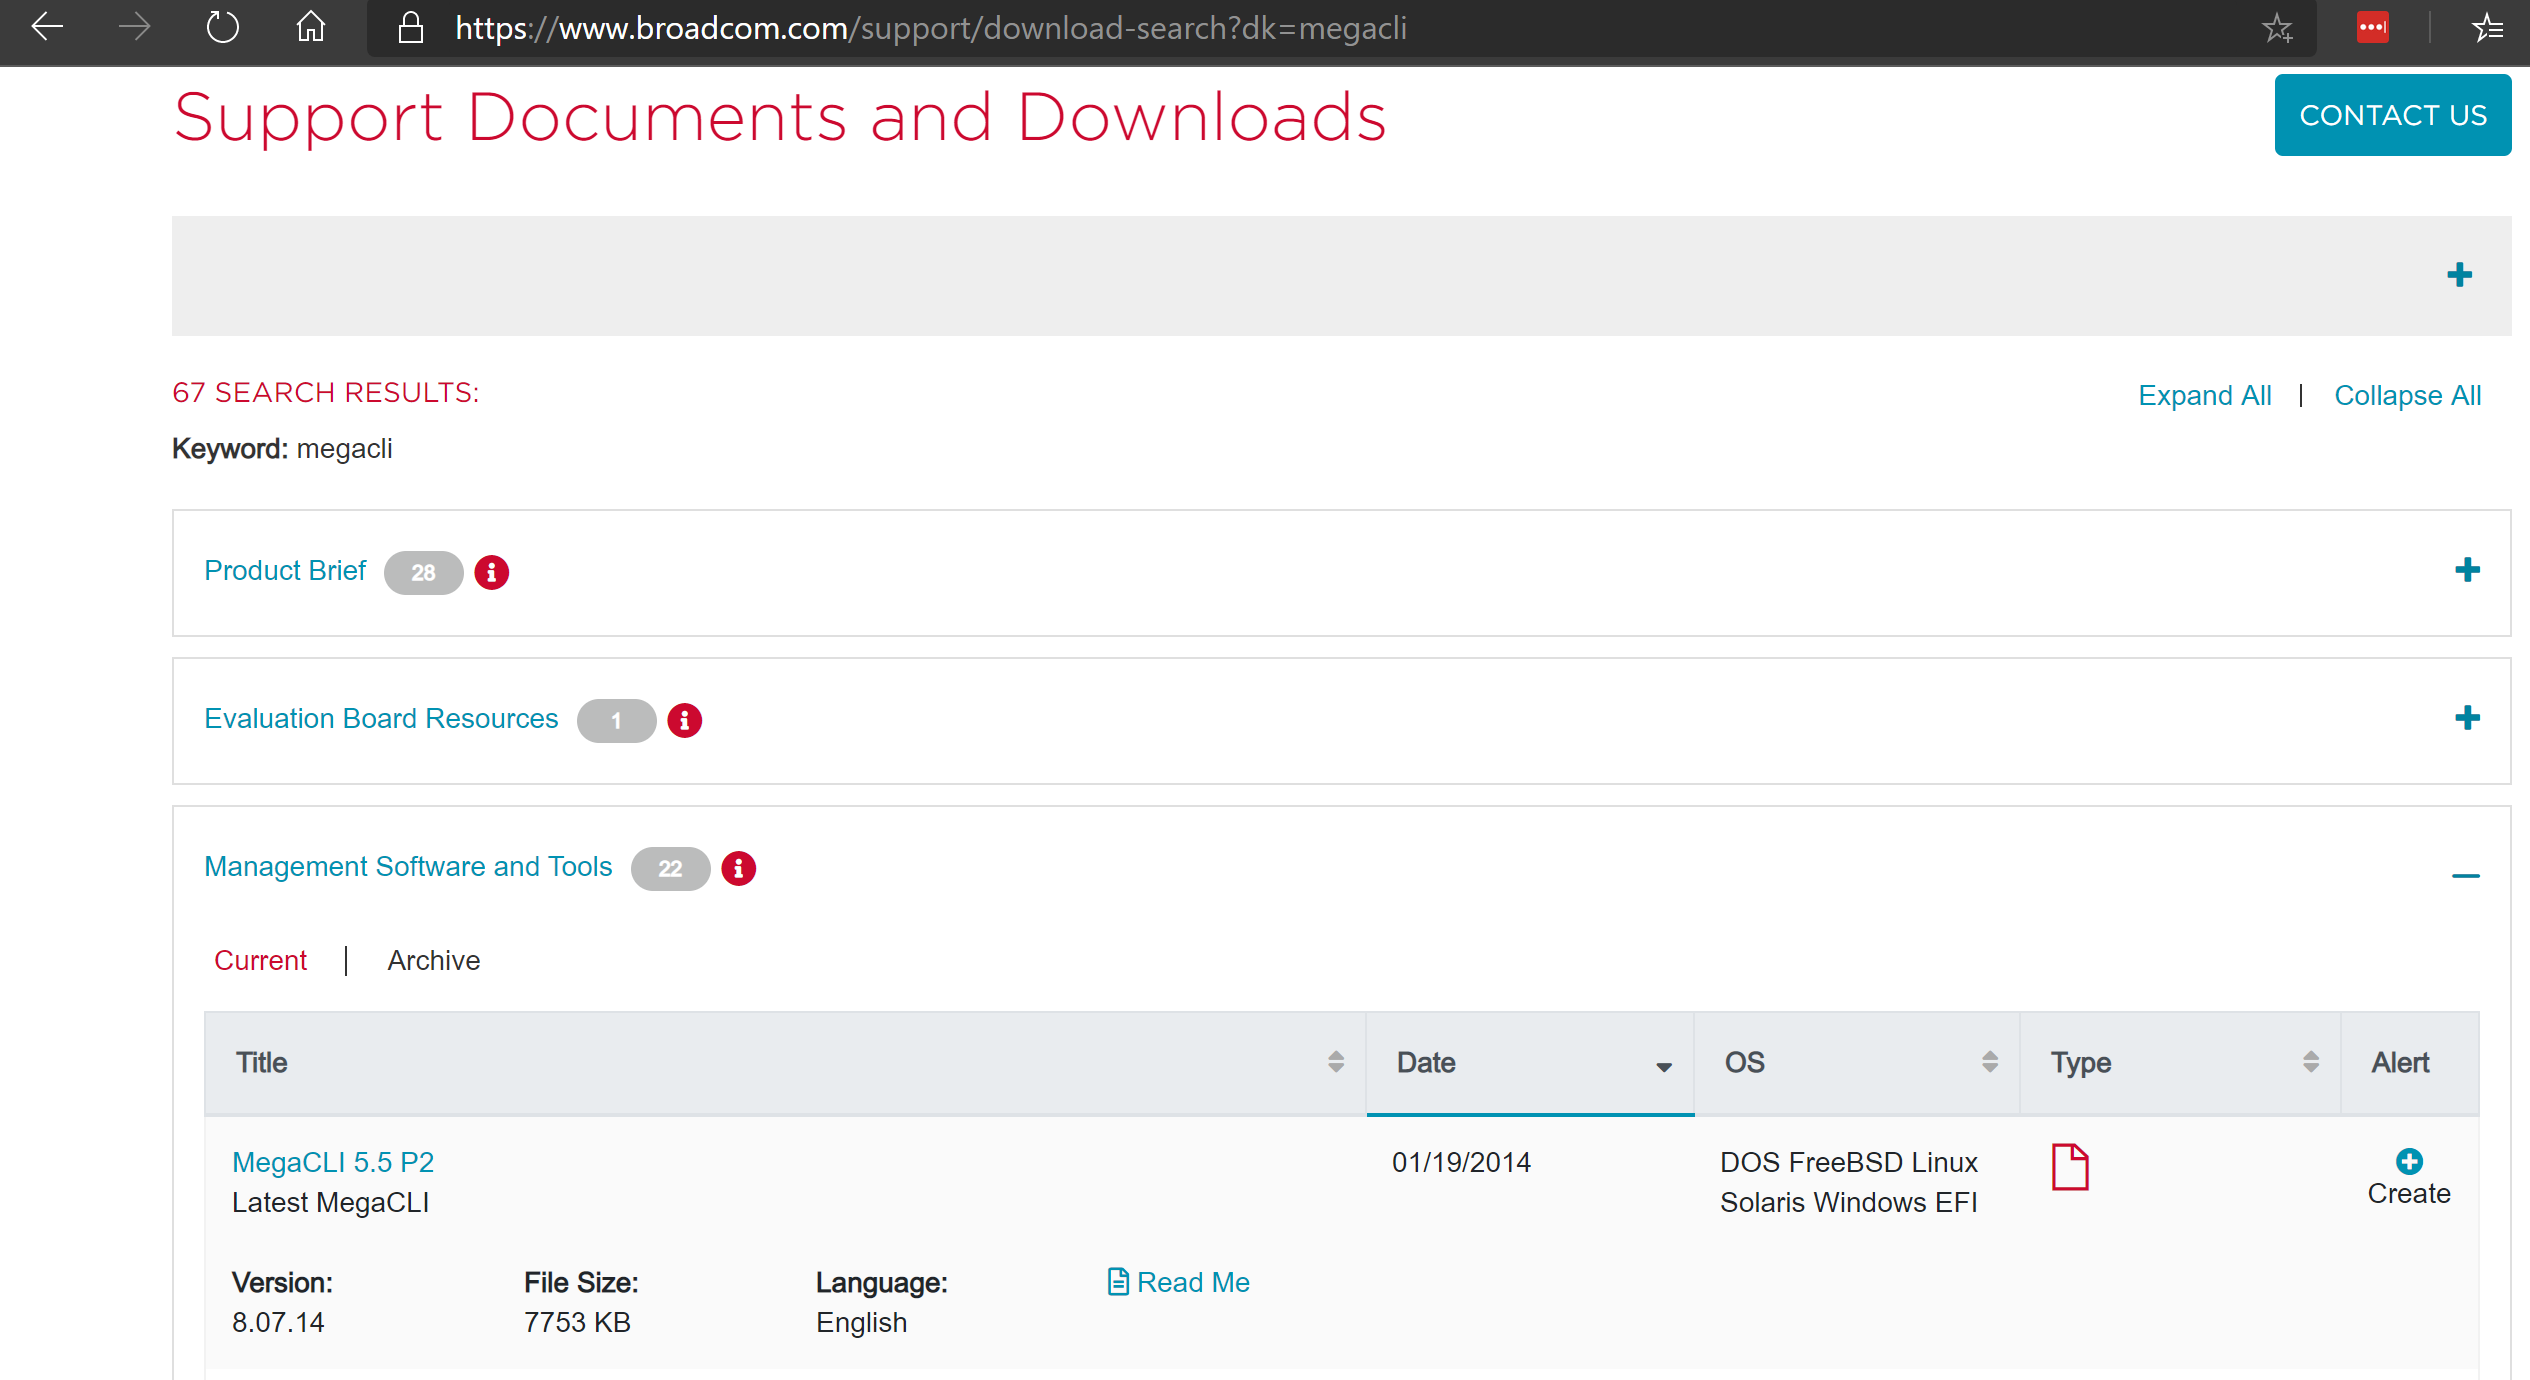 https://www.broadcom.com/support/download-search?dk=megacli
Support Documents and Downloads
CONTACT US
67 SEARCH RESULTS:
Expand All | Collapse All
Keyword: megacli
Product Brief 28
Evaluation Board Resources 1
Management Software and Tools 22
Current | Archive
Title Date OS Type Alert
MegaCLI 5.5 P2 01/19/2014 DOS FreeBSD Linux
Latest MegaCLI Solaris Windows EFI Create
Version: File Size: Language: Read Me
8.07.14 7753 KB English